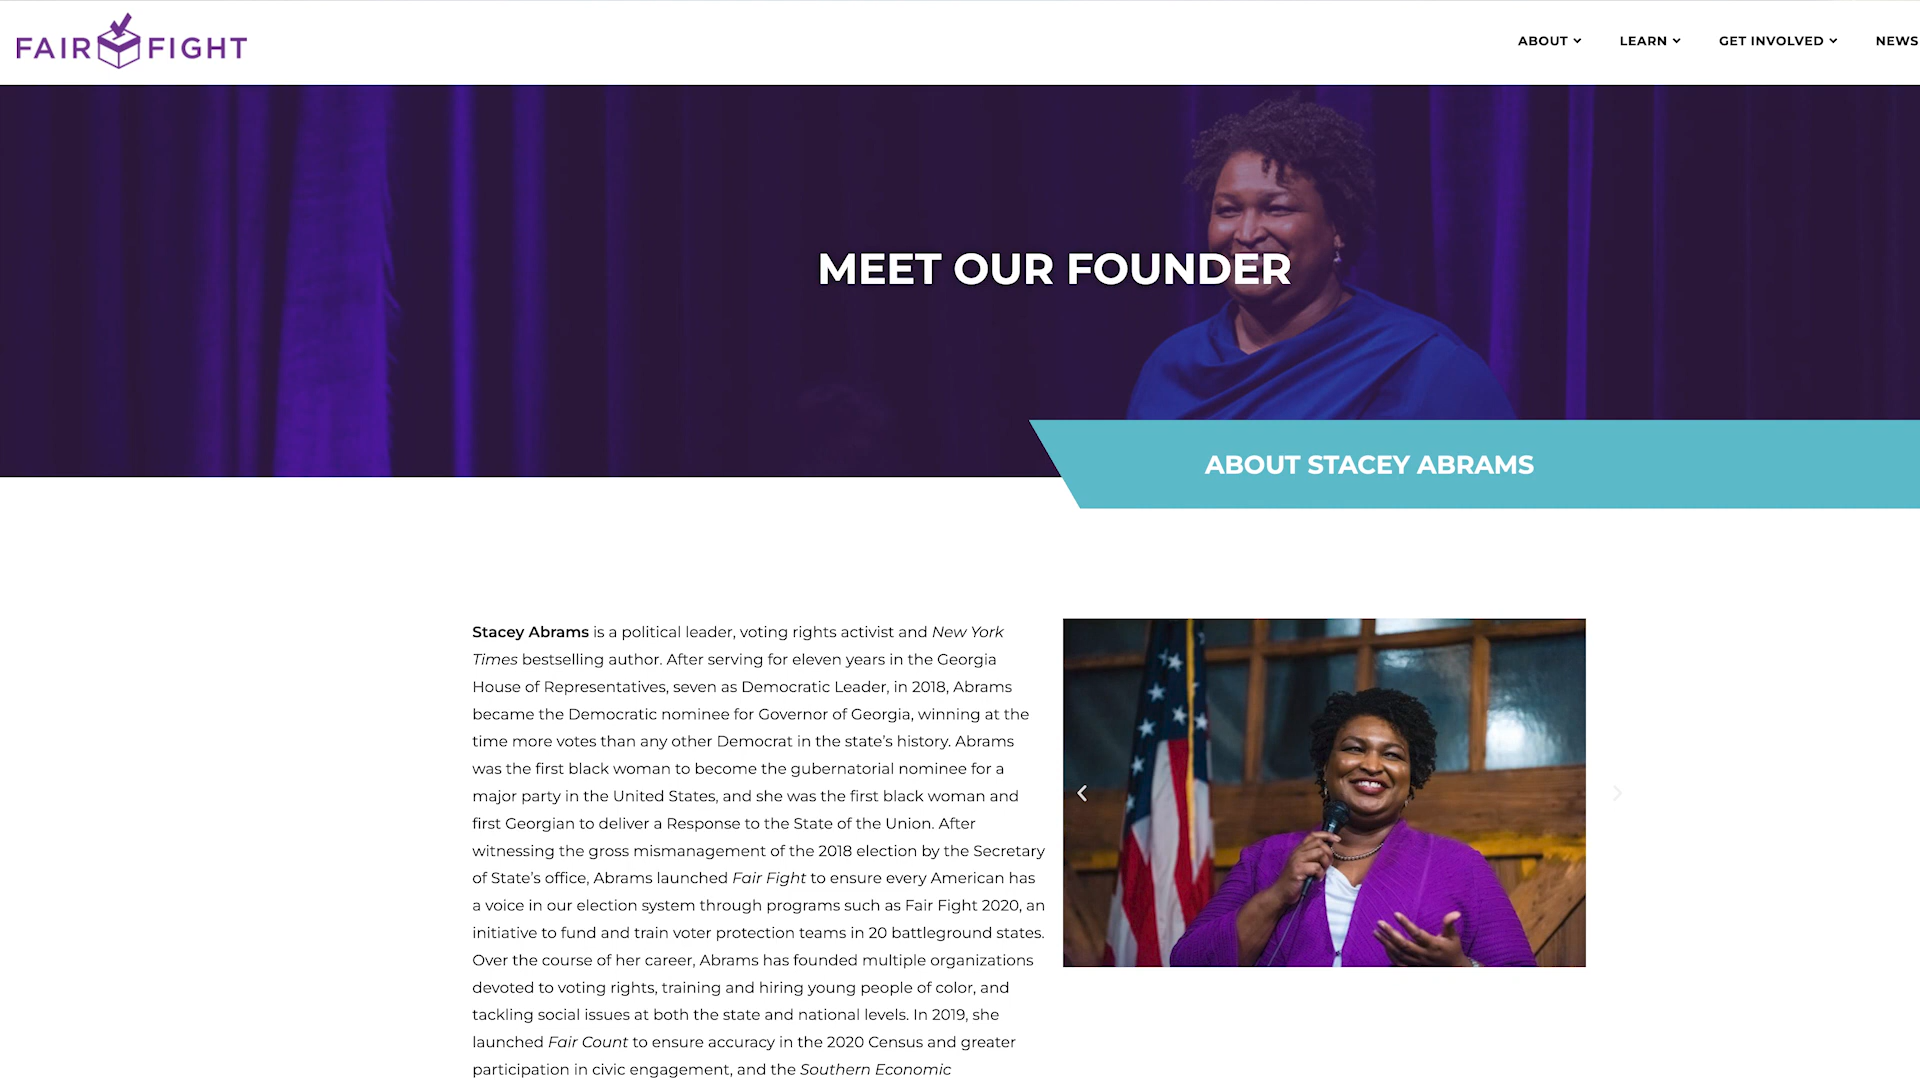 FAIR FIGHT
ABOUT
LEARN
GET INVOLVED
NEWS
MEET OUR FOUNDER
ABOUT STACEY ABRAMS
Stacey Abrams is a political leader, voting rights activist and New York
Times bestselling author. After serving for eleven years in the Georgia
House of Representatives, seven as Democratic Leader, in 2018, Abrams
became the Democratic nominee for Governor of Georgia, winning at the
time more votes than any other Democrat in the state’s history. Abrams
was the first black woman to become the gubernatorial nominee for a
major party in the United States, and she was the first black woman and
first Georgian to deliver a Response to the State of the Union. After
witnessing the gross mismanagement of the 2018 election by the Secretary
of State’s office, Abrams launched Fair Fight to ensure every American has
a voice in our election system through programs such as Fair Fight 2020, an
initiative to fund and train voter protection teams in 20 battleground states.
Over the course of her career, Abrams has founded multiple organizations
devoted to voting rights, training and hiring young people of color, and
tackling social issues at both the state and national levels. In 2019, she
launched Fair Count to ensure accuracy in the 2020 Census and greater
participation in civic engagement, and the Southern Economic